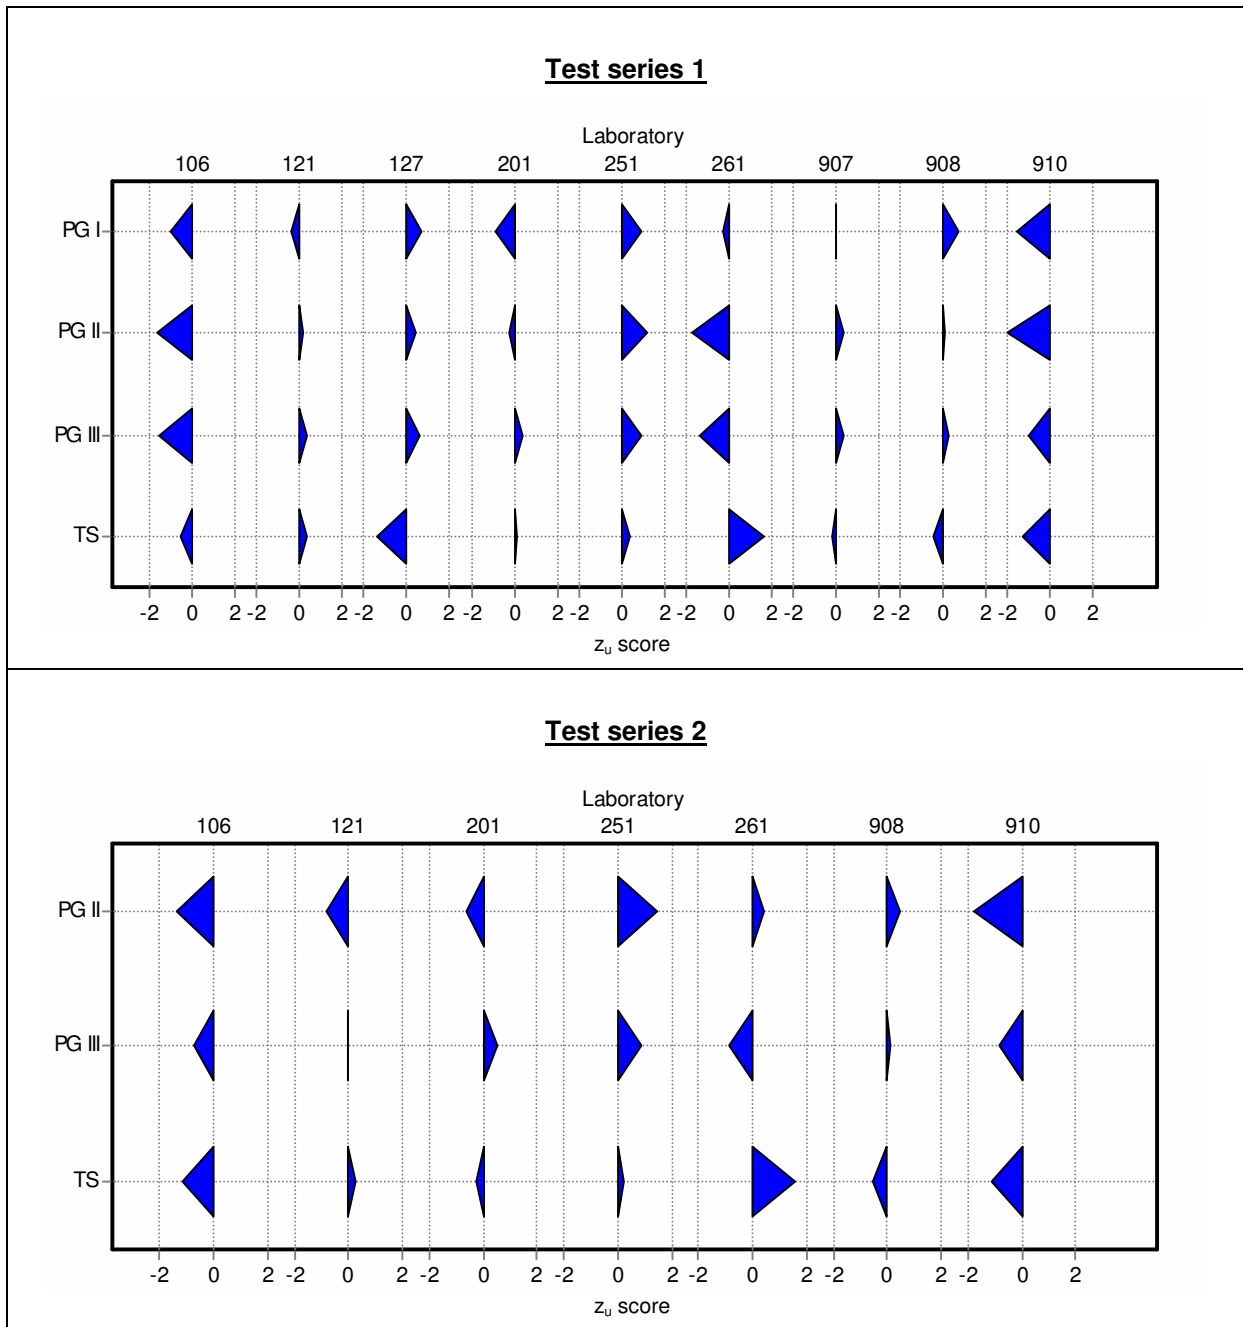 Test series 1
Laboratory
106 121 127 201 251 261 907 908 910
PG I
PG II
PG III
TS
-2 0 2 -2 0 2 -2 0 2 -2 0 2 -2 0 2 -2 0 2 -2 0 2 -2 0 2 -2 0 2
zu score
Test series 2
Laboratory
106 121 201 251 261 908 910
PG II
PG III
TS
-2 0 2 -2 0 2 -2 0 2 -2 0 2 -2 0 2 -2 0 2 -2 0 2
zu score